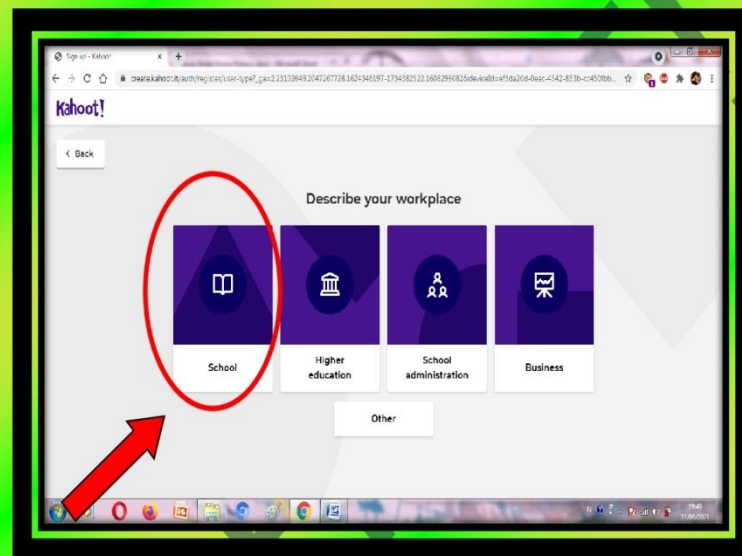 Sign up - Kahoot!
Kahoot!
Back
Describe your workplace
School
Higher
education
School
administration
Business
Other